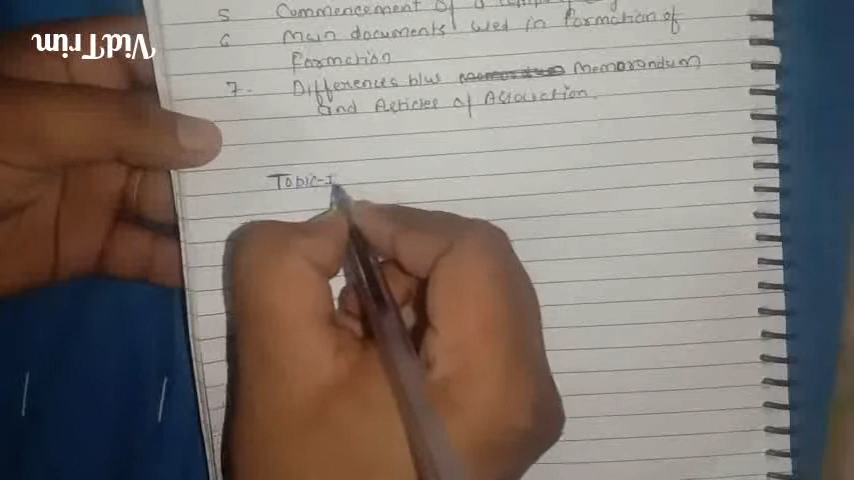 5 Commencement of a
6 Main documents used in Formation of
Formation
7. Differences b/w Memorandum
and Articles of Association.
Topic-I
VidTrim